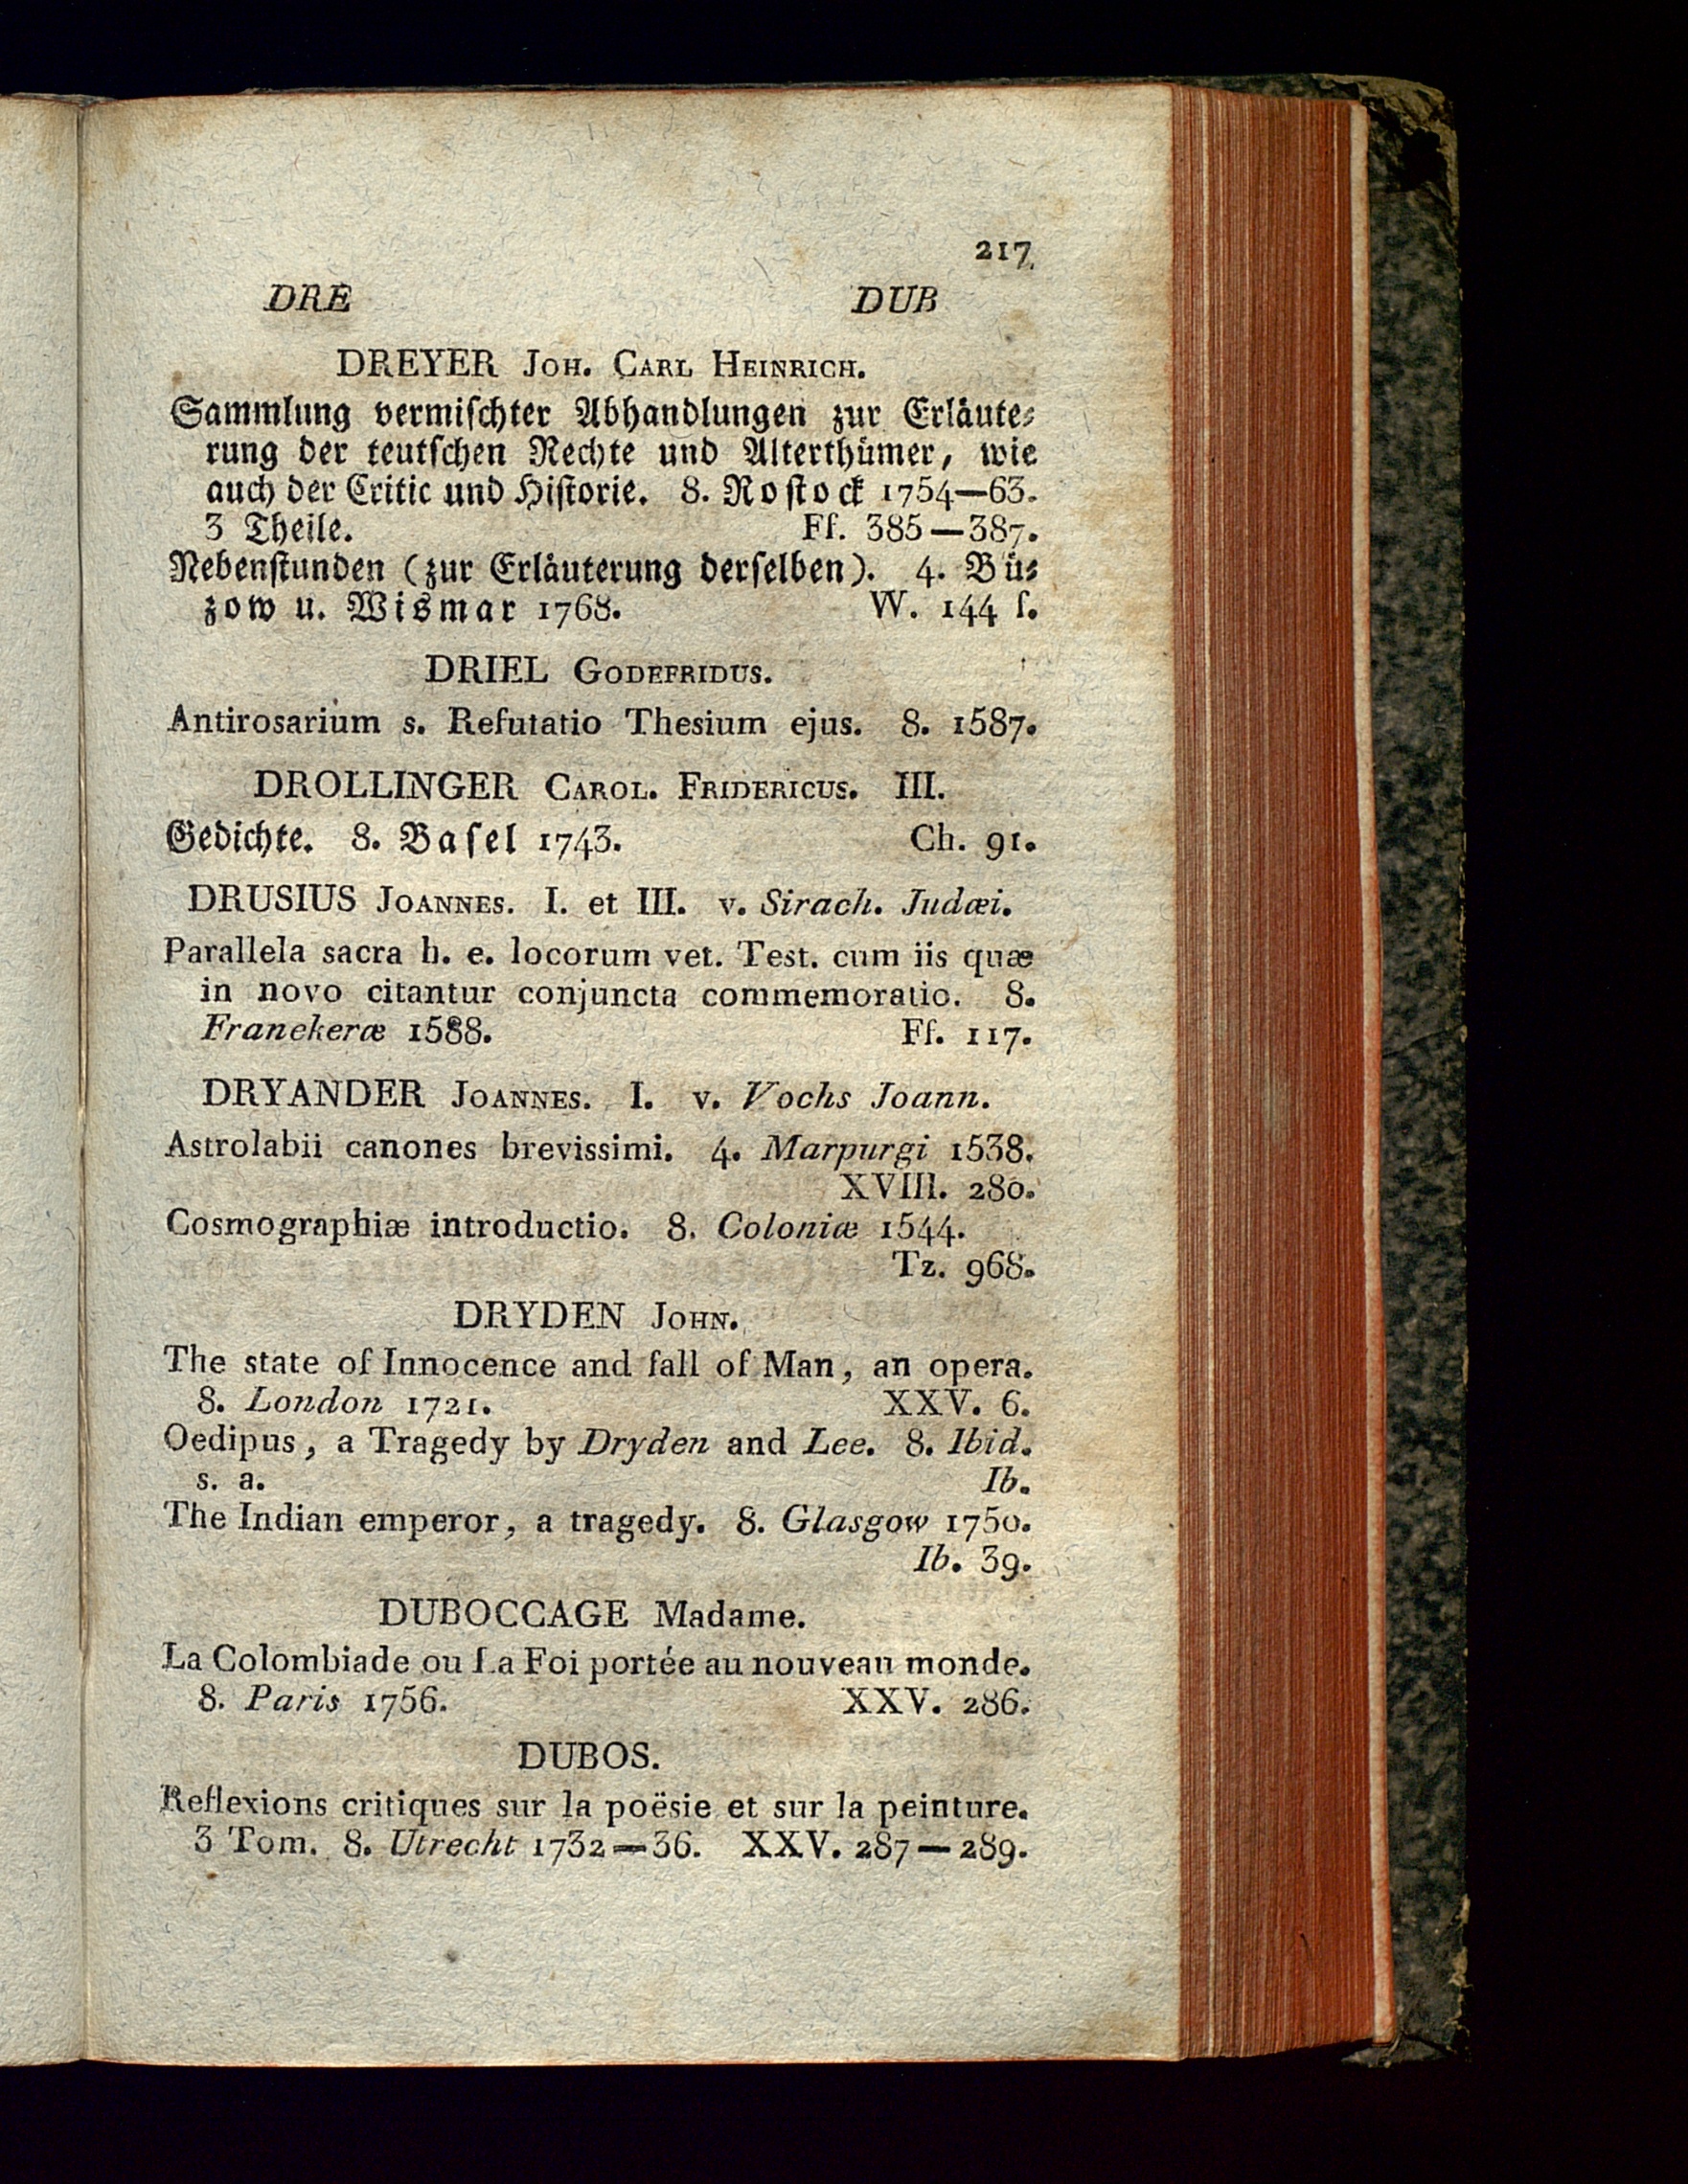 217.
DRE DUB
DREYER JOH. CARL HEINRICH.
Sammlung vermiſchter Abhandlungen zur Erläute⸗
rung der teutſchen Rechte und Alterthümer, wie
auch der Critic und Hiſtorie. 8. Roſtock 1754—63.
3 Theile. Ff. 385—387.
Nebenſtunden (zur Erläuterung derſelben). 4. Bü⸗
zow u. Wismar 1768. W. 144 f.
DRIEL GODEFRIDUS.
Antirosarium s. Refutatio Thesium ejus. 8. 1587.
DROLLINGER CAROL. FRIDERICUS. III.
Gedichte. 8. Baſel 1743. Ch. 91.
DRUSIUS JOANNES. I. et III. v. Sirach. Judæi.
Parallela sacra h. e. locorum vet. Test. cum iis quæ
in novo citantur conjuncta commemoratio. 8.
Franekeræ 1588. Ff. 117.
DRYANDER JOANNES. I. v. Vochs Joann.
Astrolabii canones brevissimi. 4. Marpurgi 1538.
XVIII. 280.
Cosmographiæ introductio. 8. Coloniæ 1544.
Tz. 968.
DRYDEN JOHN.
The state of Innocence and fall of Man, an opera.
8. London 1721. XXV. 6.
Oedipus, a Tragedy by Dryden and Lee. 8. Ibid.
s. a. Ib.
The Indian emperor, a tragedy. 8. Glasgow 1750.
Ib. 39.
DUBOCCAGE Madame.
La Colombiade ou La Foi portée au nouveau monde.
8. Paris 1756. XXV. 286.
DUBOS.
Reflexions critiques sur la poësie et sur la peinture.
3 Tom. 8. Utrecht 1732—36. XXV. 287—289.